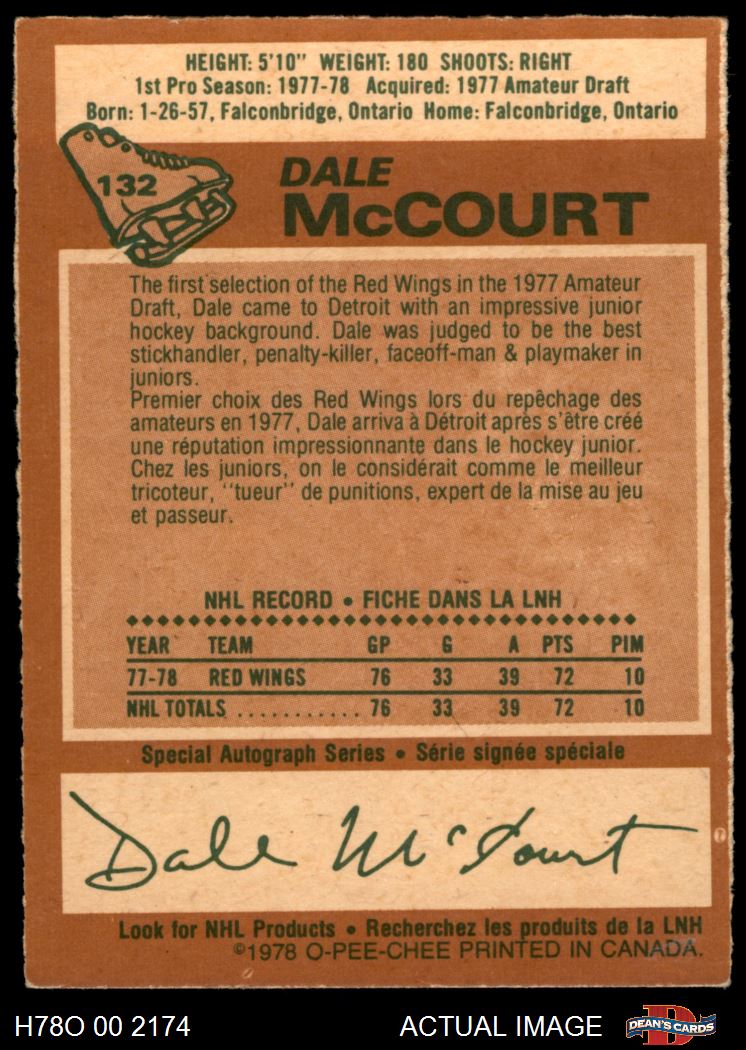 HEIGHT: 5'10" WEIGHT: 180 SHOOTS: RIGHT
1st Pro Season: 1977-78 Acquired: 1977 Amateur Draft
Born: 1-26-57, Falconbridge, Ontario Home: Falconbridge, Ontario
132
DALE
McCOURT
The first selection of the Red Wings in the 1977 Amateur
Draft, Dale came to Detroit with an impressive junior
hockey background. Dale was judged to be the best
stickhandler, penalty-killer, faceoff-man & playmaker in
juniors.
Premier choix des Red Wings lors du repêchage des
amateurs en 1977, Dale arriva à Détroit après s'être créé
une réputation impressionnante dans le hockey junior.
Chez les juniors, on le considérait comme le meilleur
tricoteur, ''tueur'' de punitions, expert de la mise au jeu
et passeur.
NHL RECORD • FICHE DANS LA LNH
YEAR TEAM GP G A PTS PIM
77-78 RED WINGS 76 33 39 72 10
NHL TOTALS ........... 76 33 39 72 10
Special Autograph Series • Série signée spéciale
Dale McCourt
Look for NHL Products • Recherchez les produits de la LNH
©1978 O-PEE-CHEE PRINTED IN CANADA.
H78O 00 2174 ACTUAL IMAGE
D
DEAN'S CARDS